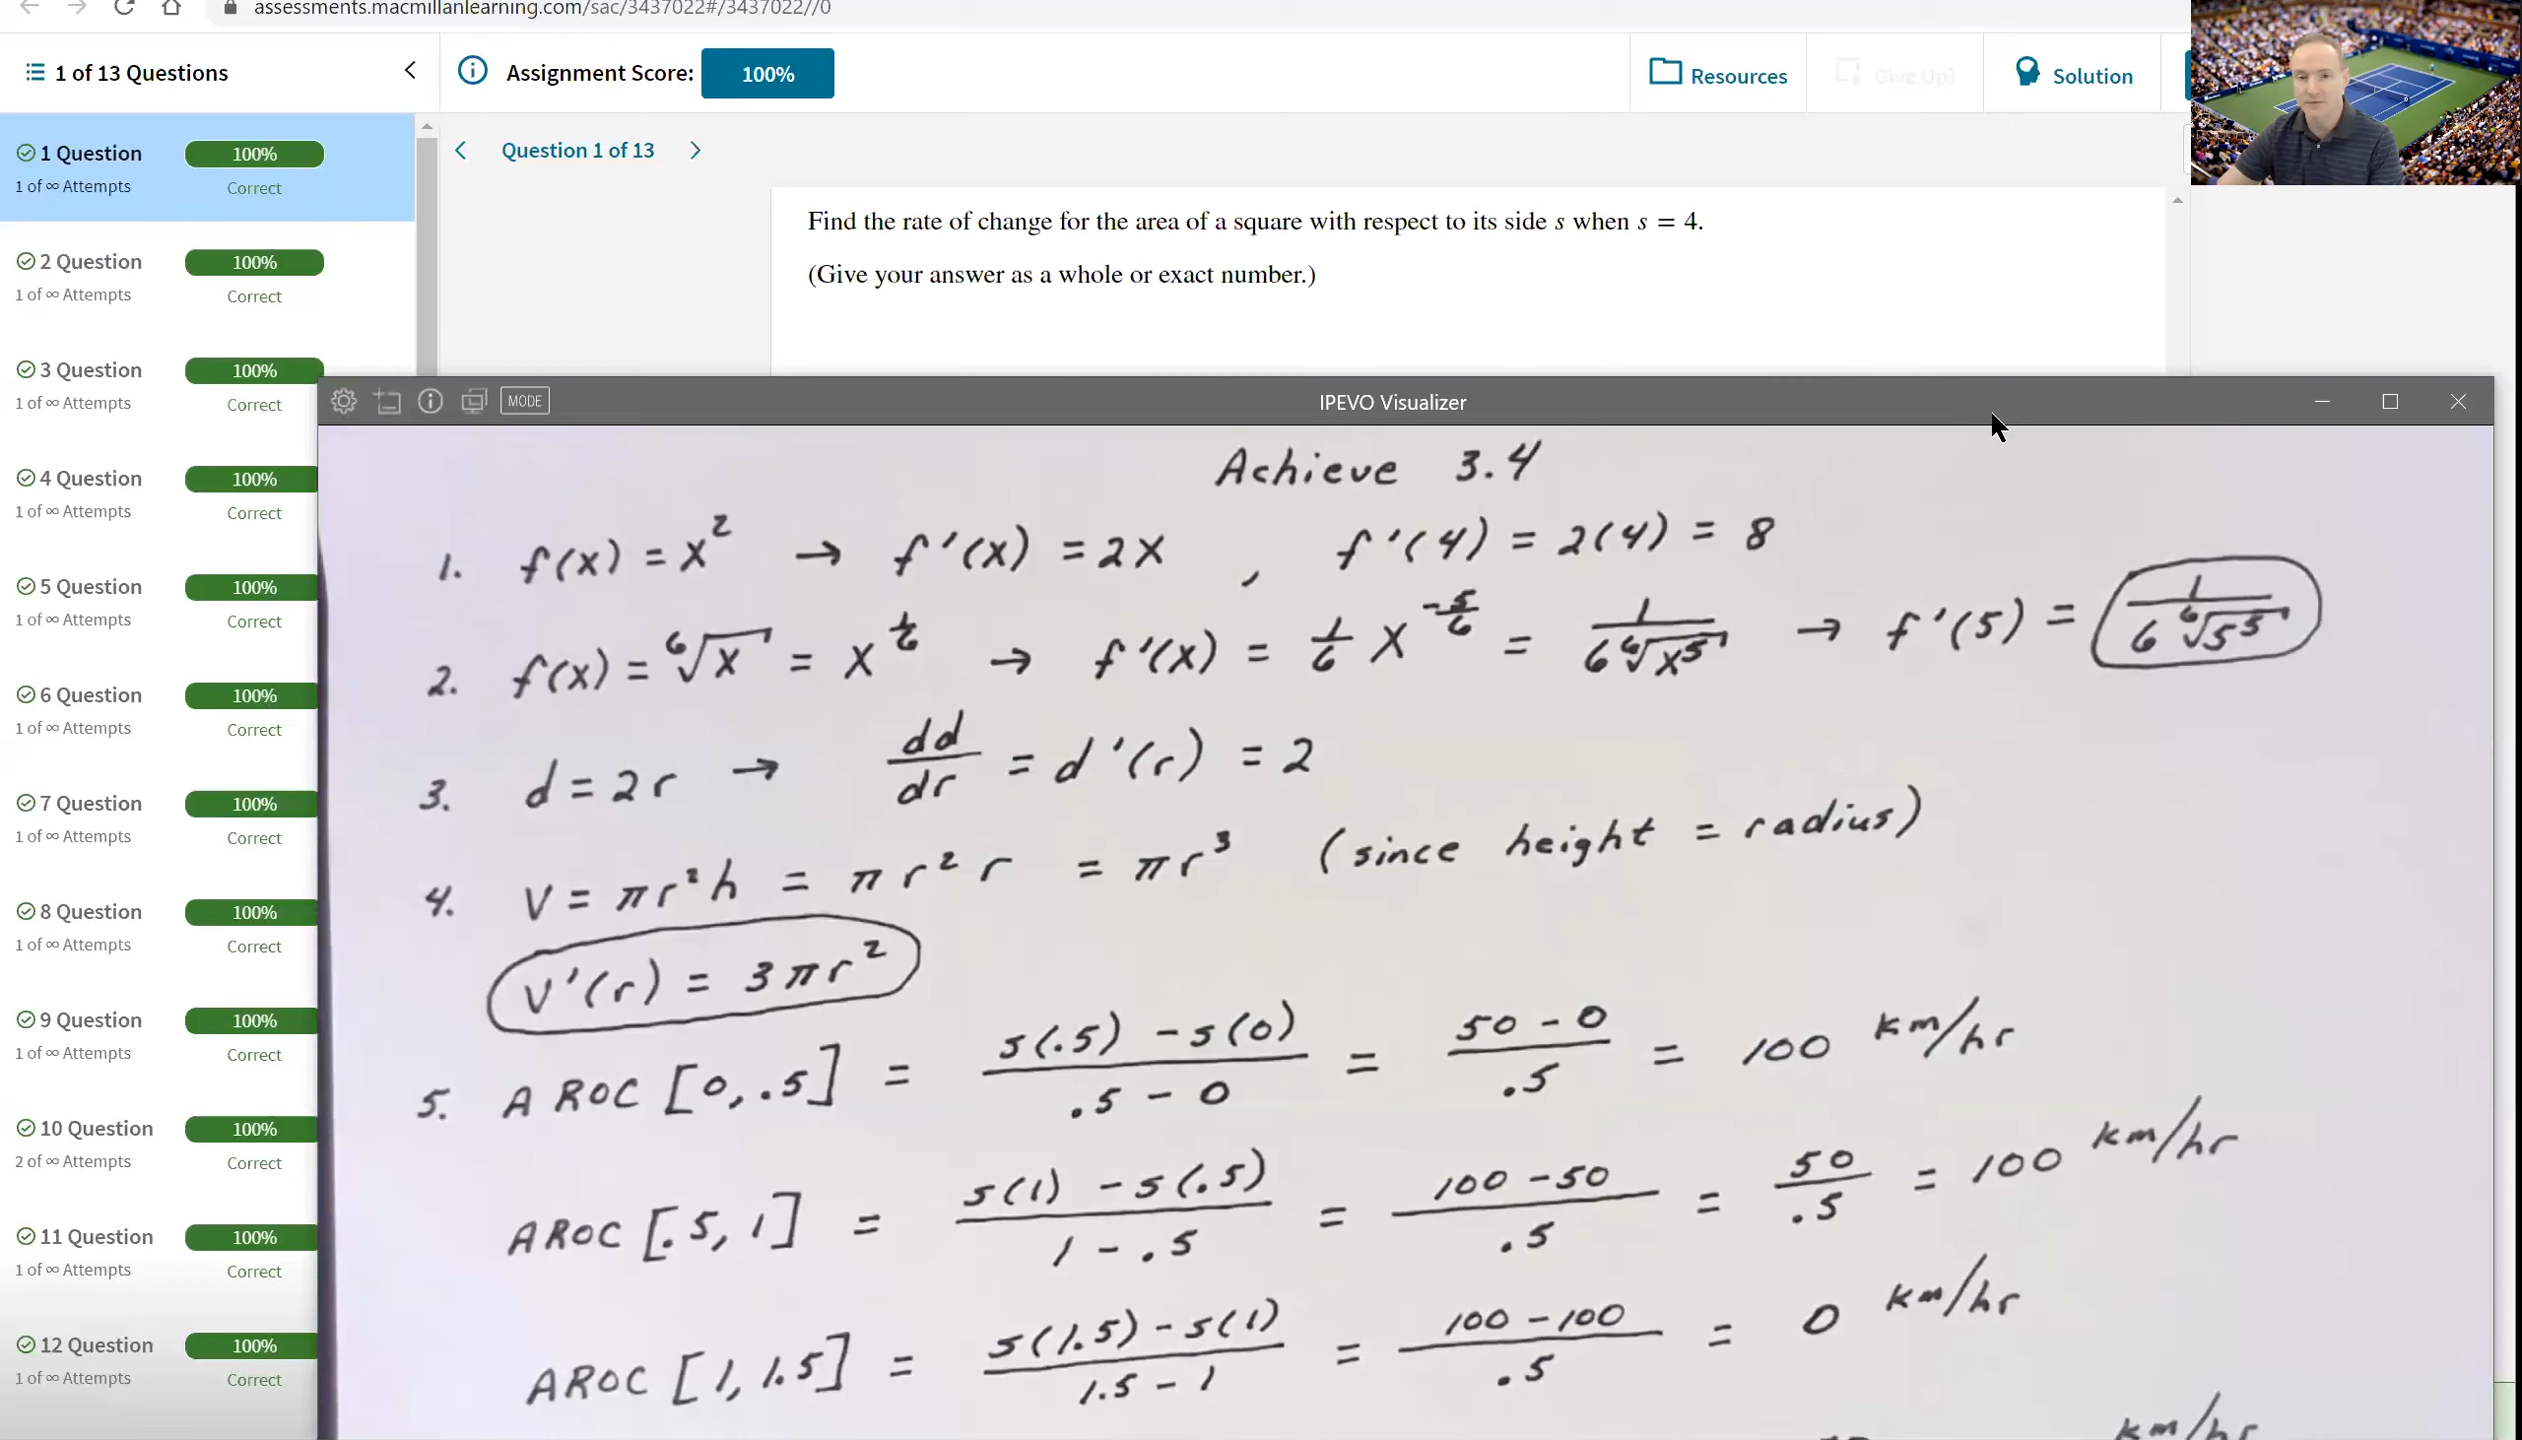 assessments.macmillanlearning.com/sac/3437022#/3437022//0
1 of 13 Questions
Assignment Score: 100%
Resources
Give Up?
Solution
1 Question 100%
1 of ∞ Attempts Correct
2 Question 100%
1 of ∞ Attempts Correct
3 Question 100%
1 of ∞ Attempts Correct
4 Question 100%
1 of ∞ Attempts Correct
5 Question 100%
1 of ∞ Attempts Correct
6 Question 100%
1 of ∞ Attempts Correct
7 Question 100%
1 of ∞ Attempts Correct
8 Question 100%
1 of ∞ Attempts Correct
9 Question 100%
1 of ∞ Attempts Correct
10 Question 100%
2 of ∞ Attempts Correct
11 Question 100%
1 of ∞ Attempts Correct
12 Question 100%
1 of ∞ Attempts Correct
Question 1 of 13
Find the rate of change for the area of a square with respect to its side s when s = 4.
(Give your answer as a whole or exact number.)
MODE IPEVO Visualizer
Achieve 3.4
1. f(x) = x² → f'(x) = 2x , f'(4) = 2(4) = 8
2. f(x) = ⁶√x = x^(1/6) → f'(x) = 1/6 x^(-5/6) = 1/(6 ⁶√x⁵) → f'(5) = 1/(6 ⁶√5⁵)
3. d = 2r → dd/dr = d'(r) = 2
4. V = πr²h = πr²r = πr³ (since height = radius)
V'(r) = 3πr²
5. AROC [0, .5] = (s(.5) - s(0))/(.5 - 0) = (50 - 0)/.5 = 100 km/hr
AROC [.5, 1] = (s(1) - s(.5))/(1 - .5) = (100 - 50)/.5 = 50/.5 = 100 km/hr
AROC [1, 1.5] = (s(1.5) - s(1))/(1.5 - 1) = (100 - 100)/.5 = 0 km/hr
km/hr